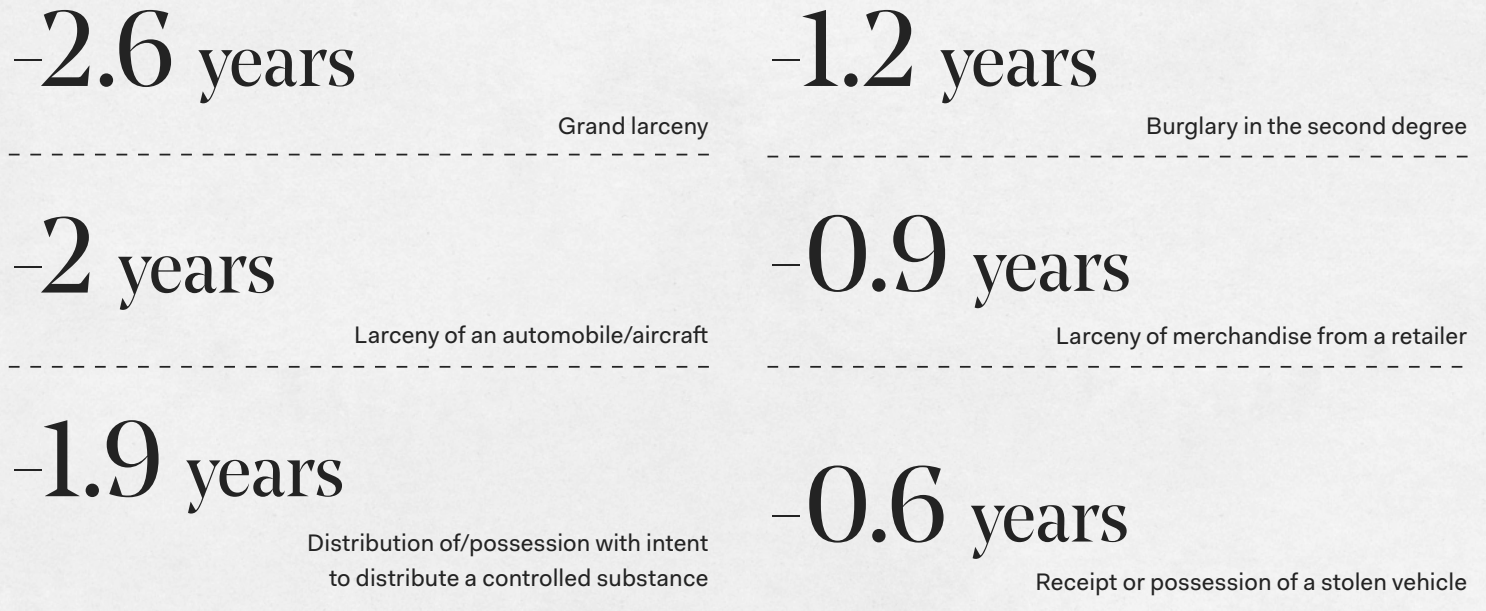 –2.6 years
Grand larceny
–2 years
Larceny of an automobile/aircraft
–1.9 years
Distribution of/possession with intent
to distribute a controlled substance
–1.2 years
Burglary in the second degree
–0.9 years
Larceny of merchandise from a retailer
–0.6 years
Receipt or possession of a stolen vehicle